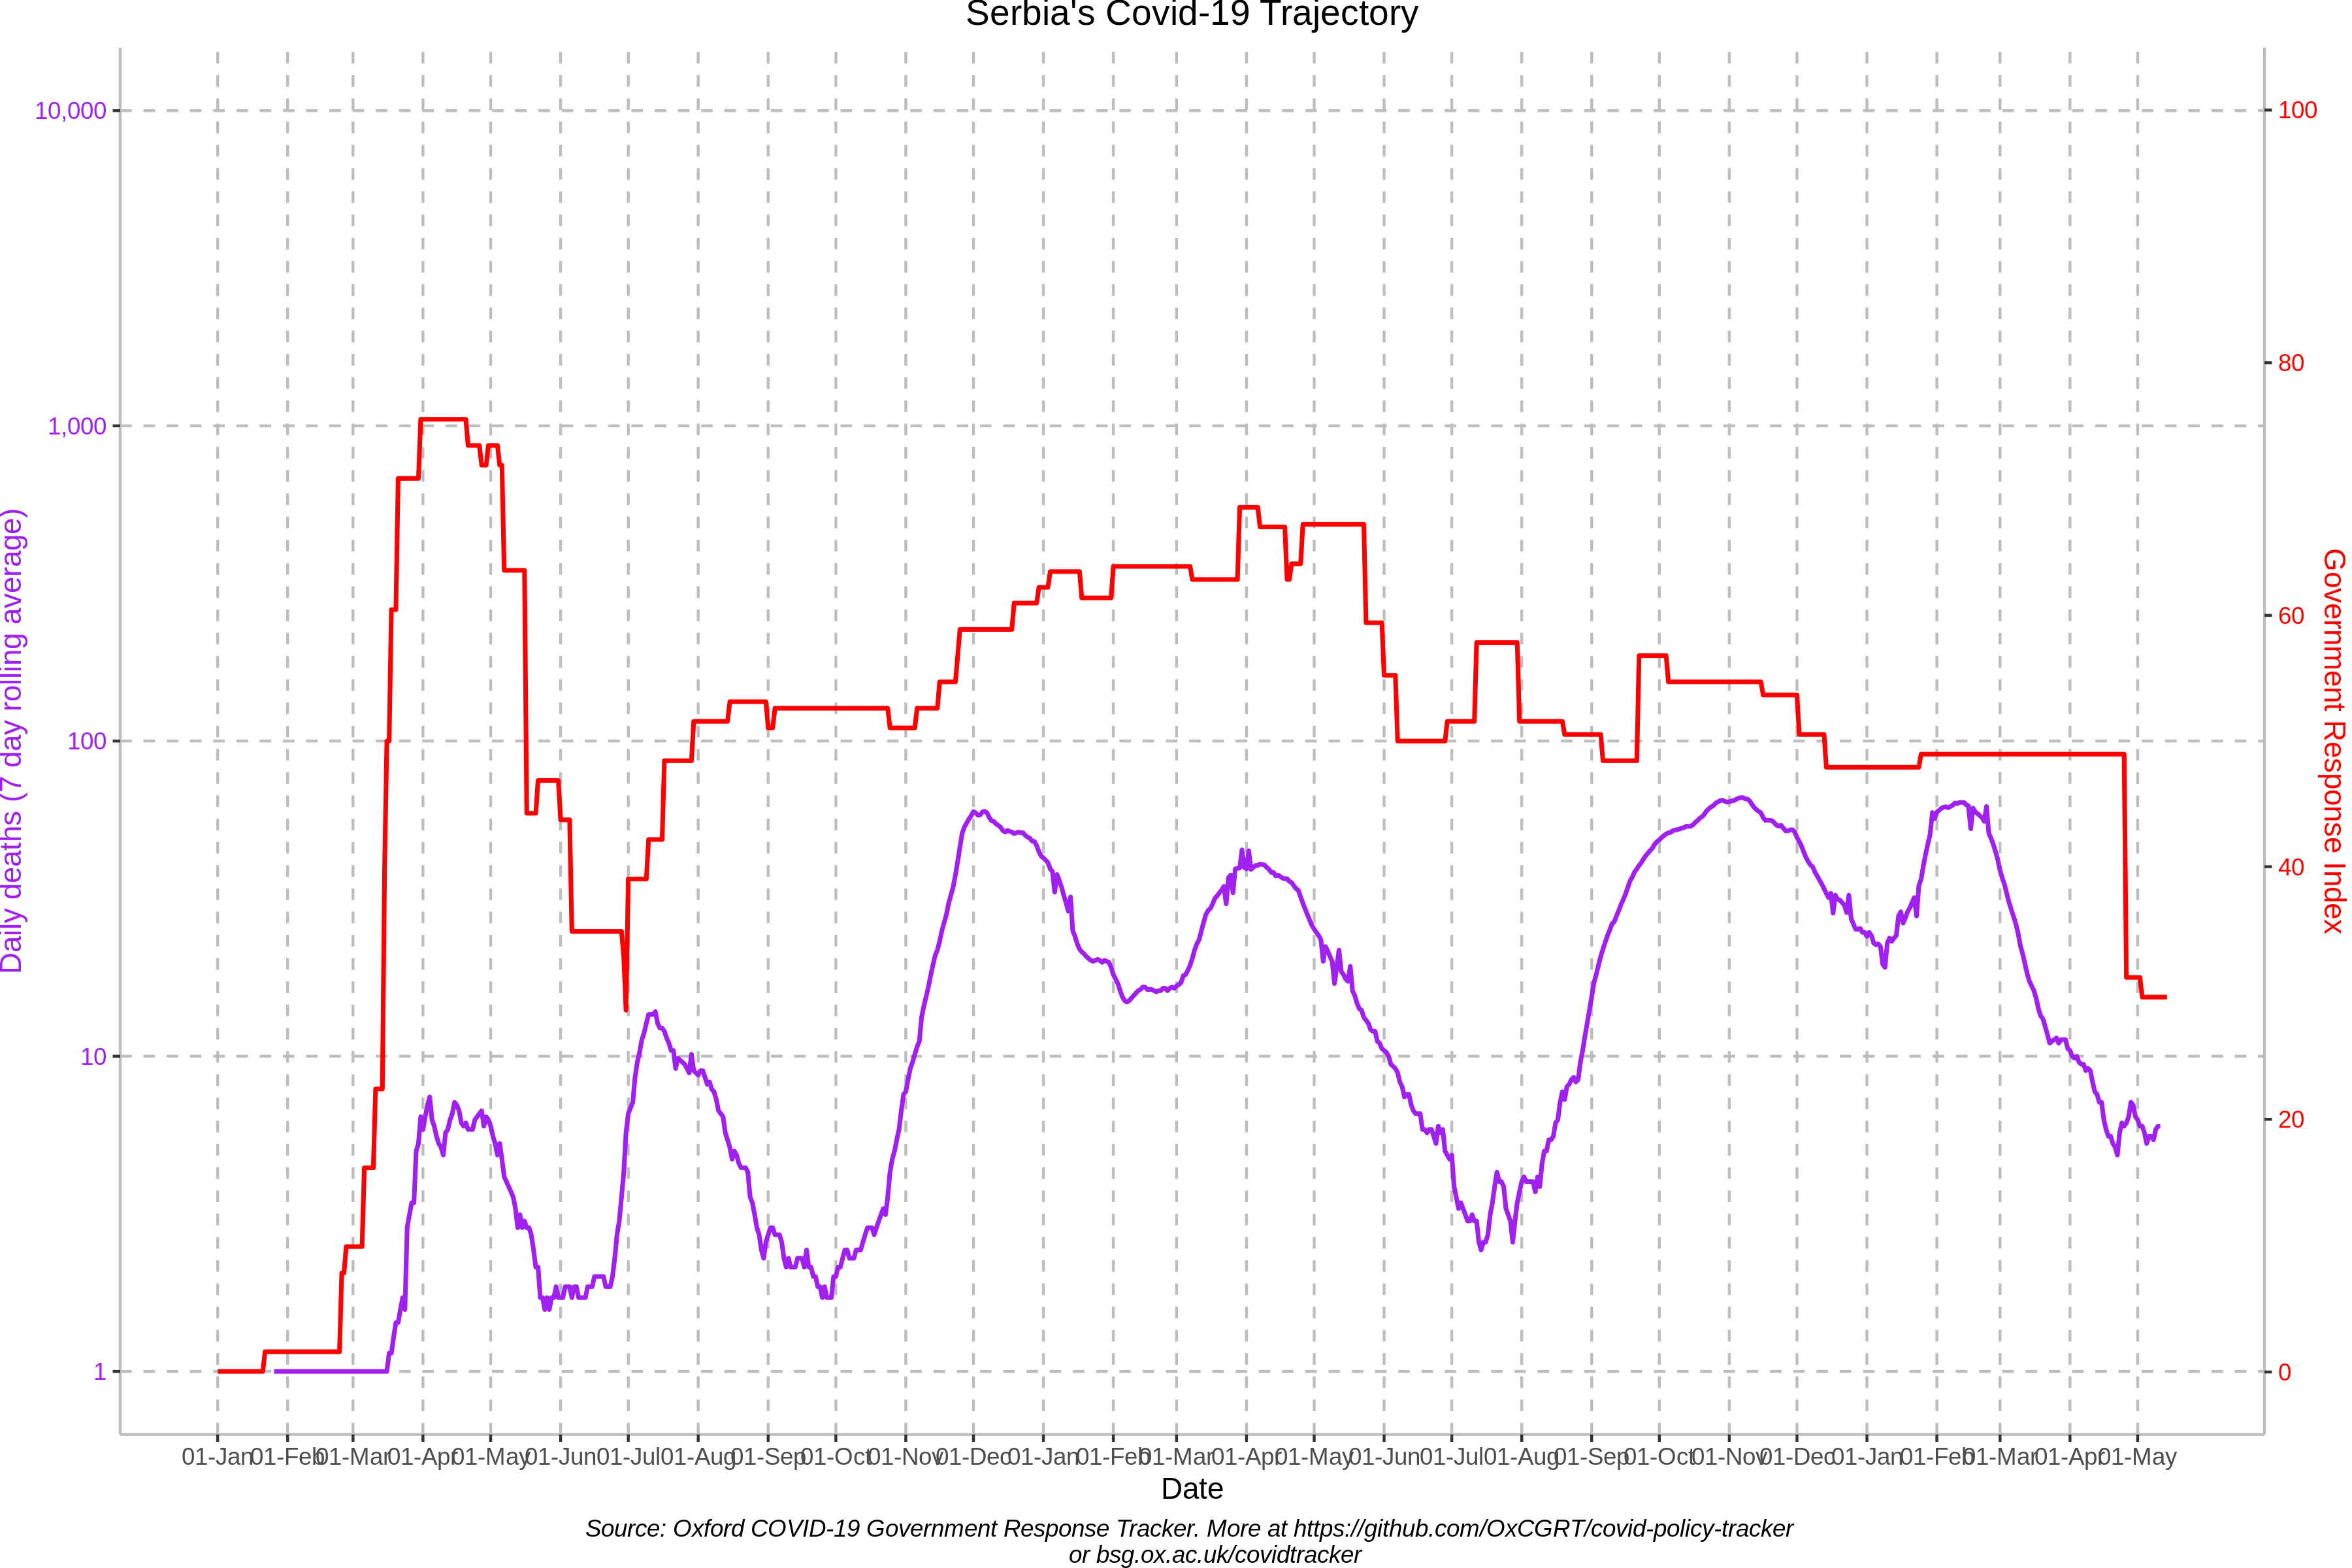 Serbia's Covid-19 Trajectory
Daily deaths (7 day rolling average)
10,000
1,000
100
10
1
Government Response Index
100
80
60
40
20
0
01-Jan 01-Feb 01-Mar 01-Apr 01-May 01-Jun 01-Jul 01-Aug 01-Sep 01-Oct 01-Nov 01-Dec 01-Jan 01-Feb 01-Mar 01-Apr 01-May 01-Jun 01-Jul 01-Aug 01-Sep 01-Oct 01-Nov 01-Dec 01-Jan 01-Feb 01-Mar 01-Apr 01-May
Date
Source: Oxford COVID-19 Government Response Tracker. More at https://github.com/OxCGRT/covid-policy-tracker
or bsg.ox.ac.uk/covidtracker